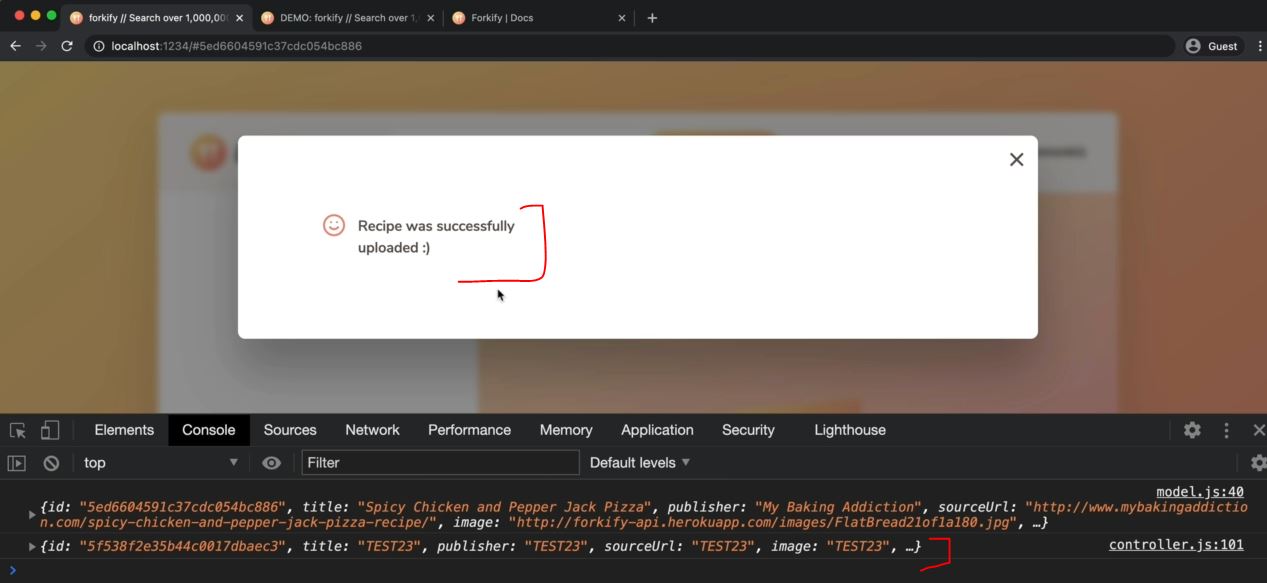 forkify // Search over 1,000,00
DEMO: forkify // Search over 1,
Forkify | Docs
localhost:1234/#5ed6604591c37cdc054bc886
Guest
Recipe was successfully
uploaded :)
Elements Console Sources Network Performance Memory Application Security Lighthouse
top Filter Default levels
model.js:40
{id: "5ed6604591c37cdc054bc886", title: "Spicy Chicken and Pepper Jack Pizza", publisher: "My Baking Addiction", sourceUrl: "http://www.mybakingaddictio
n.com/spicy-chicken-and-pepper-jack-pizza-recipe/", image: "http://forkify-api.herokuapp.com/images/FlatBread21of1a180.jpg", …}
{id: "5f538f2e35b44c0017dbaec3", title: "TEST23", publisher: "TEST23", sourceUrl: "TEST23", image: "TEST23", …} controller.js:101